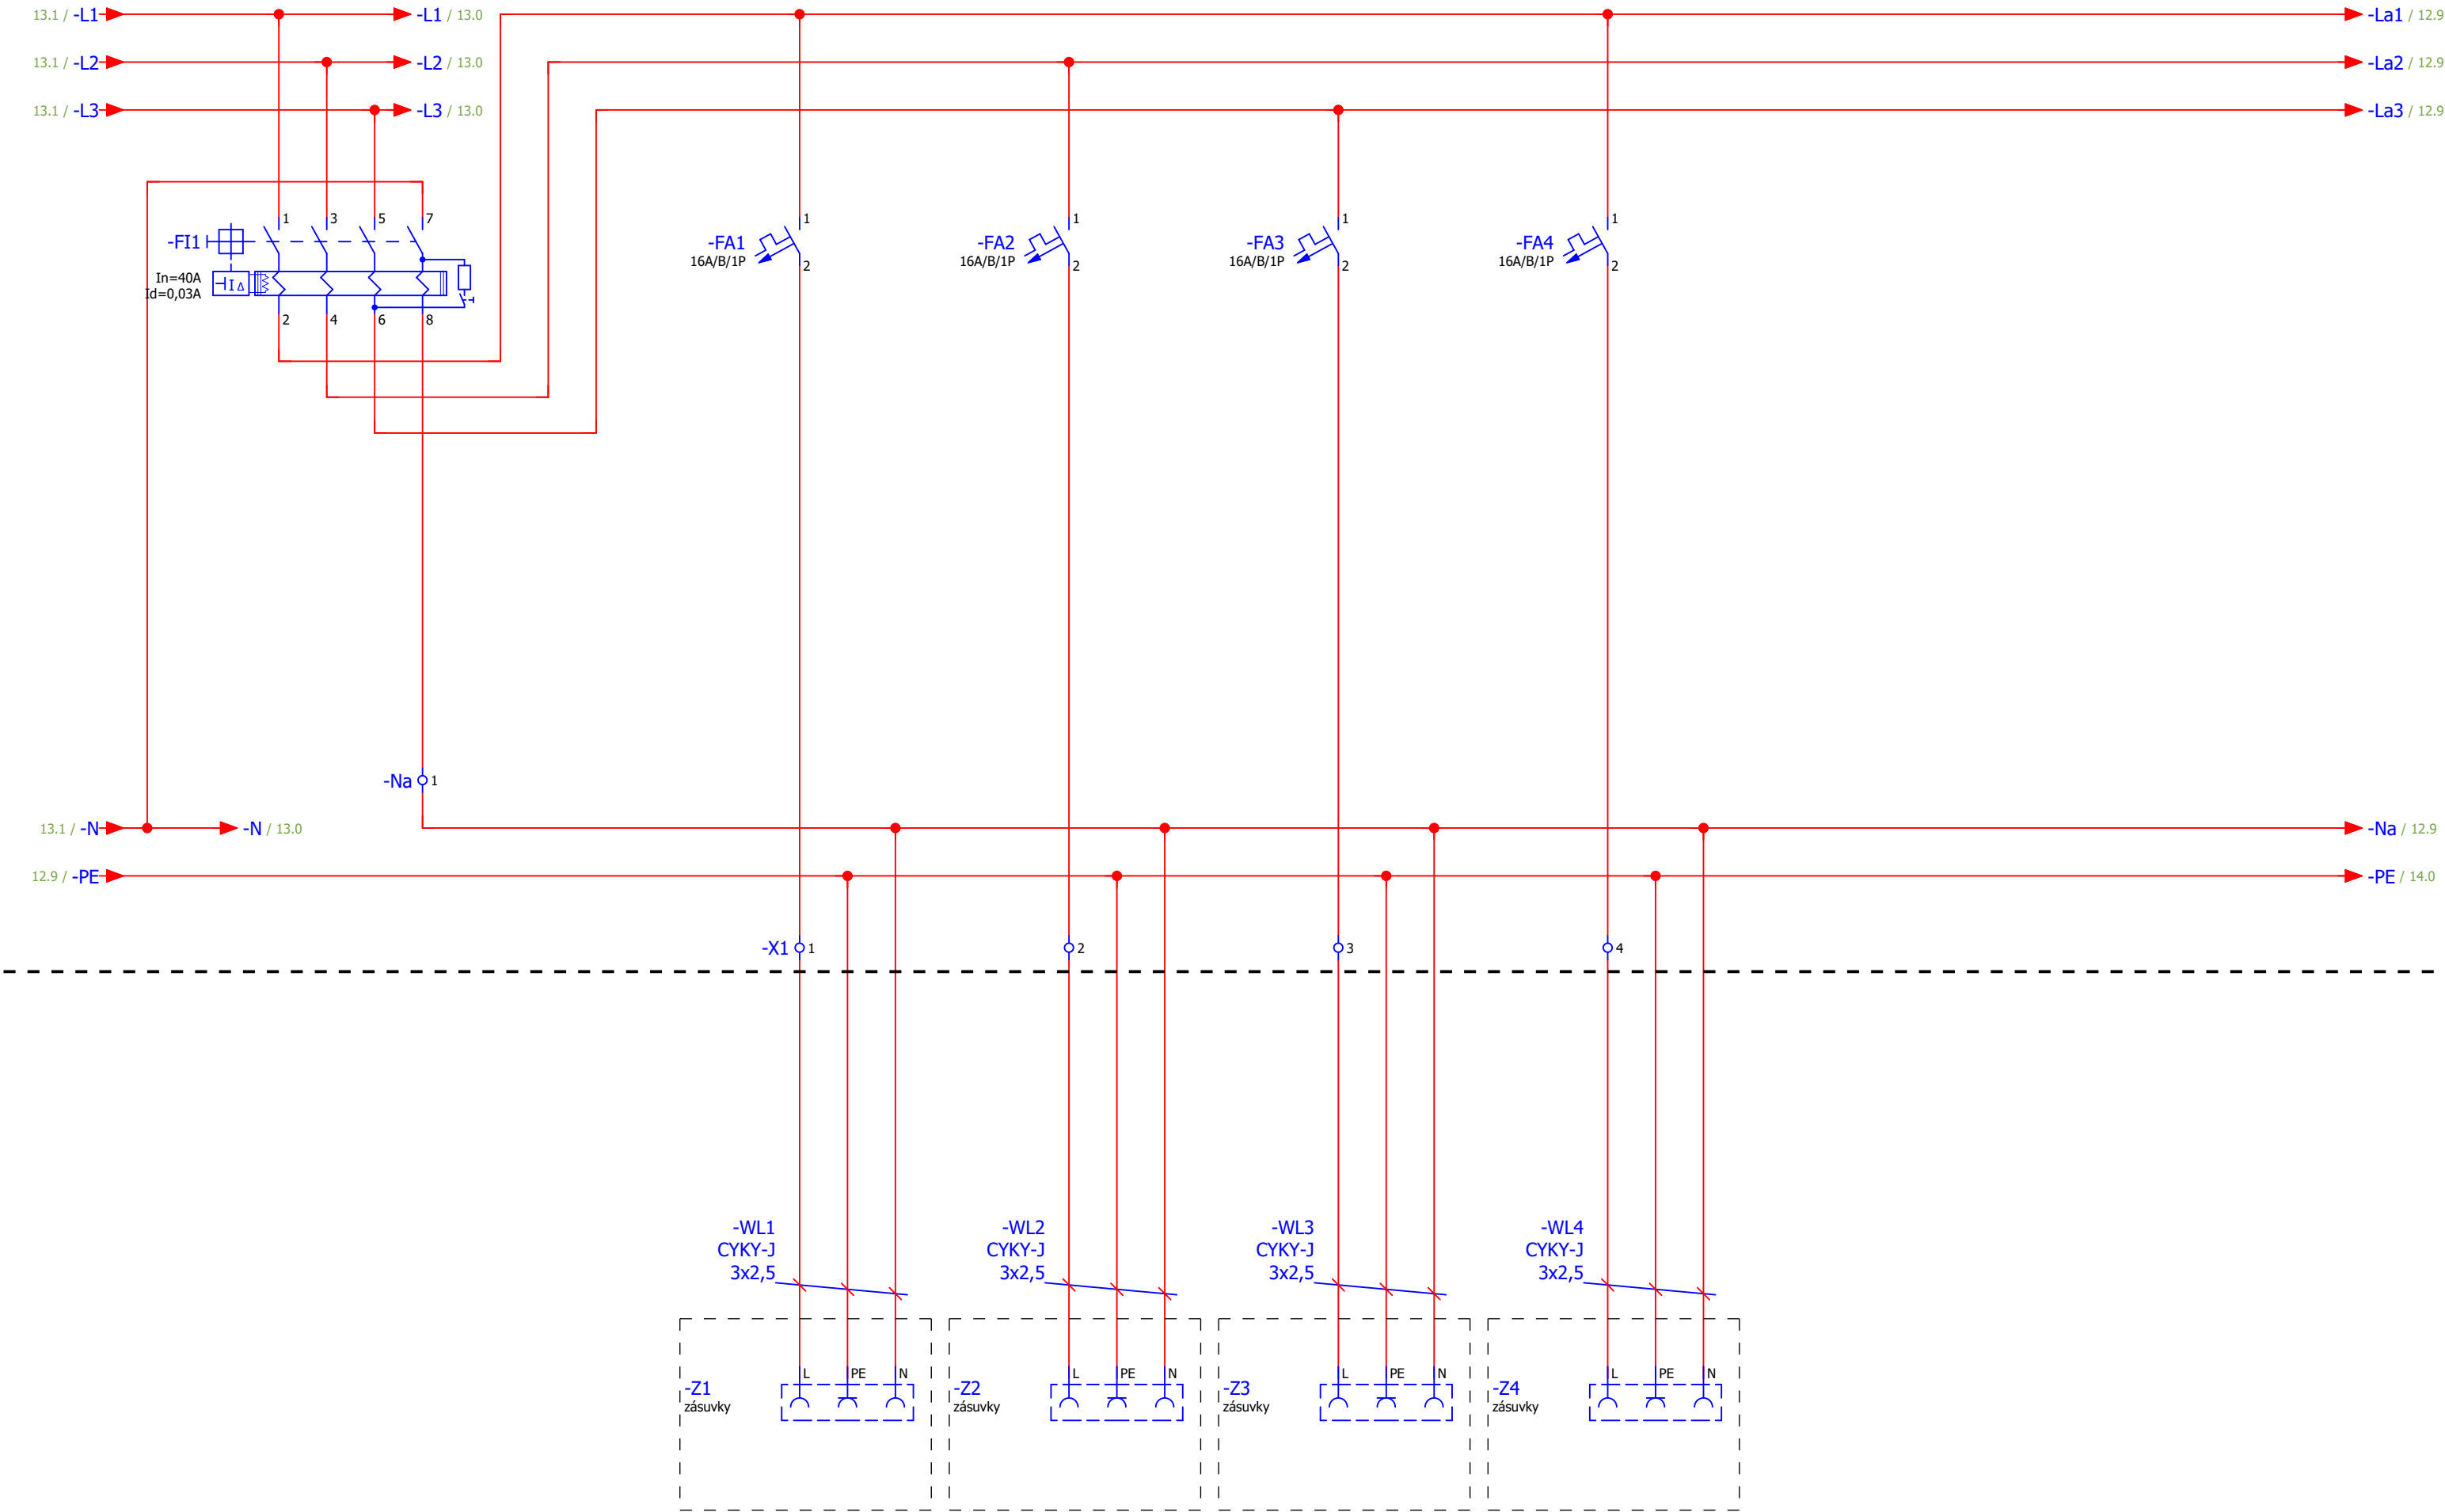 13.1 / -L1 -L1 / 13.0 -La1 / 12.9
13.1 / -L2 -L2 / 13.0 -La2 / 12.9
13.1 / -L3 -L3 / 13.0 -La3 / 12.9
1 3 5 7 1 1 1 1
-FI1 -FA1 -FA2 -FA3 -FA4
16A/B/1P 16A/B/1P 16A/B/1P 16A/B/1P
2 2 2 2
In=40A
Id=0,03A
I Δ
2 4 6 8
-Na 1
13.1 / -N -N / 13.0 -Na / 12.9
12.9 / -PE -PE / 14.0
-X1 1 2 3 4
-WL1 -WL2 -WL3 -WL4
CYKY-J CYKY-J CYKY-J CYKY-J
3x2,5 3x2,5 3x2,5 3x2,5
L PE N L PE N L PE N L PE N
-Z1 -Z2 -Z3 -Z4
zásuvky zásuvky zásuvky zásuvky